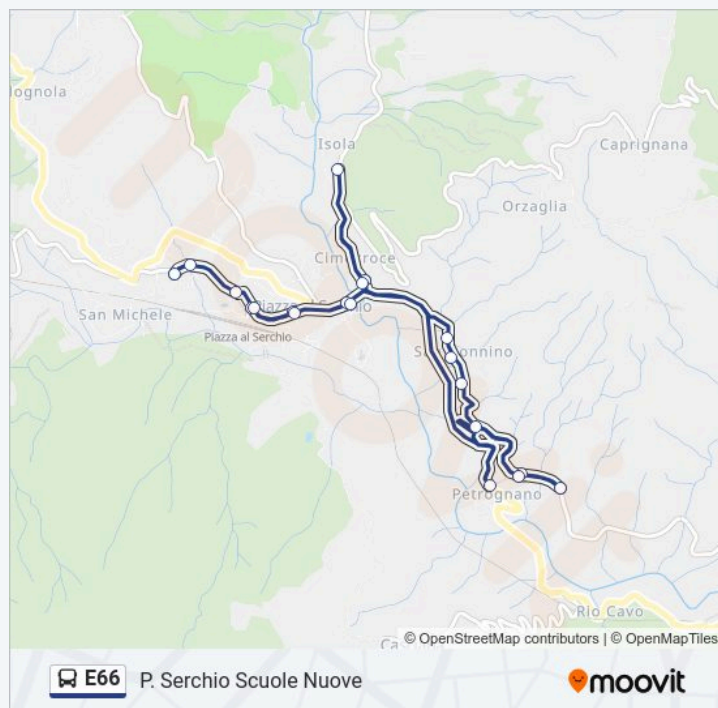 Isola
Caprignana
Orzaglia
San Michele
Piazza al Serchio
Petrognano
Rio Cavo
© OpenStreetMap contributors | © OpenMapTiles
E66
P. Serchio Scuole Nuove
moovit